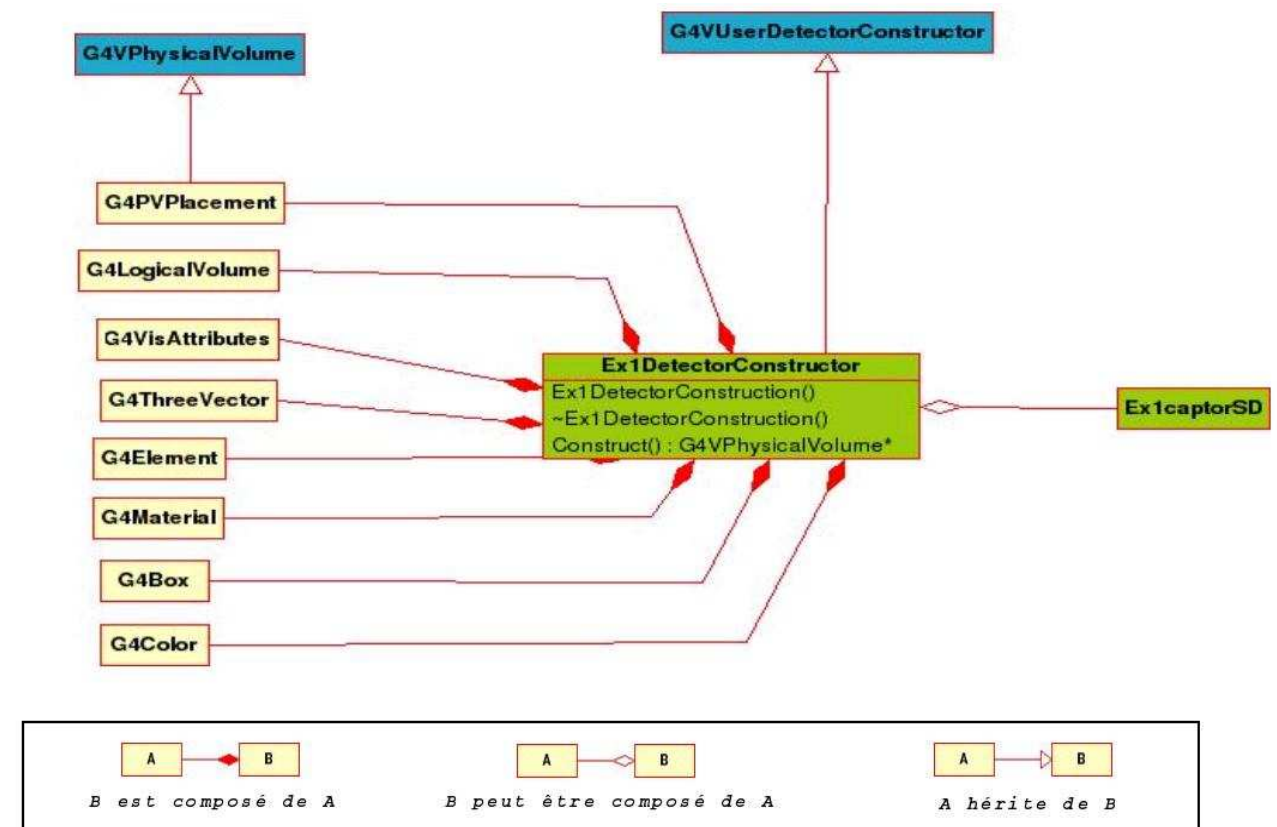 G4VPhysicalVolume
G4VUserDetectorConstructor
G4PVPlacement
G4LogicalVolume
G4VisAttributes
G4ThreeVector
G4Element
G4Material
G4Box
G4Color
Ex1DetectorConstructor
Ex1DetectorConstruction()
~Ex1DetectorConstruction()
Construct() : G4VPhysicalVolume*
Ex1captorSD
A B
B est composé de A
A B
B peut être composé de A
A B
A hérite de B